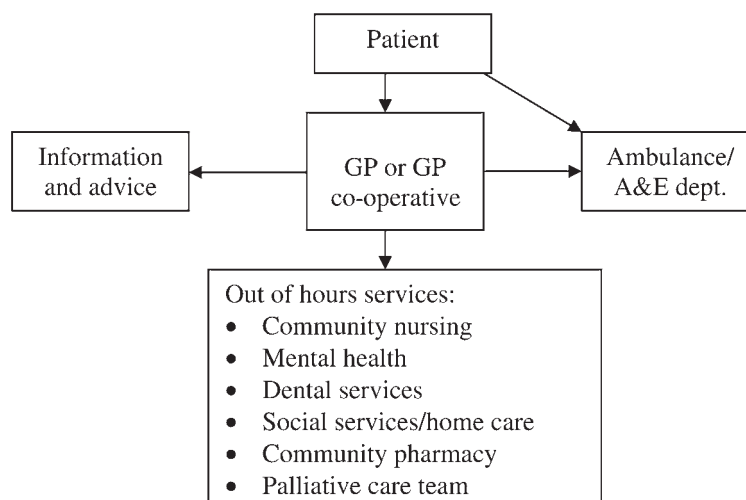 Patient
Information
and advice
GP or GP
co-operative
Ambulance/
A&E dept.
Out of hours services:
• Community nursing
• Mental health
• Dental services
• Social services/home care
• Community pharmacy
• Palliative care team